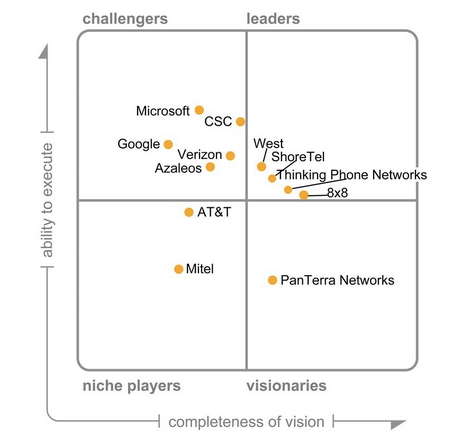 challengers
leaders
Microsoft
CSC
Google
Verizon
Azaleos
West
ShoreTel
Thinking Phone Networks
8x8
AT&T
Mitel
PanTerra Networks
niche players
visionaries
ability to execute
completeness of vision